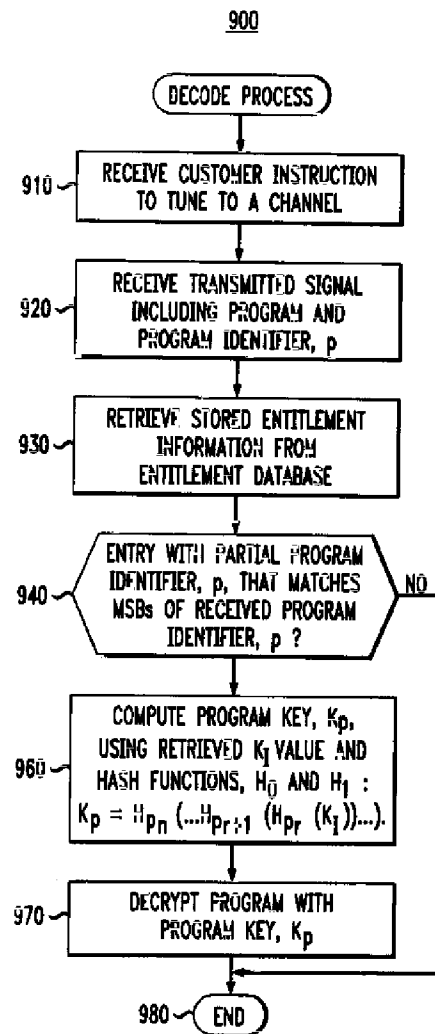 900
DECODE PROCESS
910
RECEIVE CUSTOMER INSTRUCTION
TO TUNE TO A CHANNEL
920
RECEIVE TRANSMITTED SIGNAL
INCLUDING PROGRAM AND
PROGRAM IDENTIFIER, p
930
RETRIEVE STORED ENTITLEMENT
INFORMATION FROM
ENTITLEMENT DATABASE
940
ENTRY WITH PARTIAL PROGRAM
IDENTIFIER, p, THAT MATCHES
MSBs OF RECEIVED PROGRAM
IDENTIFIER, p ?
NO
960
COMPUTE PROGRAM KEY, Kp,
USING RETRIEVED KI VALUE AND
HASH FUNCTIONS, H0 AND H1 :
Kp = Hpn (...Hpr+1 (Hpr (KI))...).
970
DECRYPT PROGRAM WITH
PROGRAM KEY, Kp
980
END